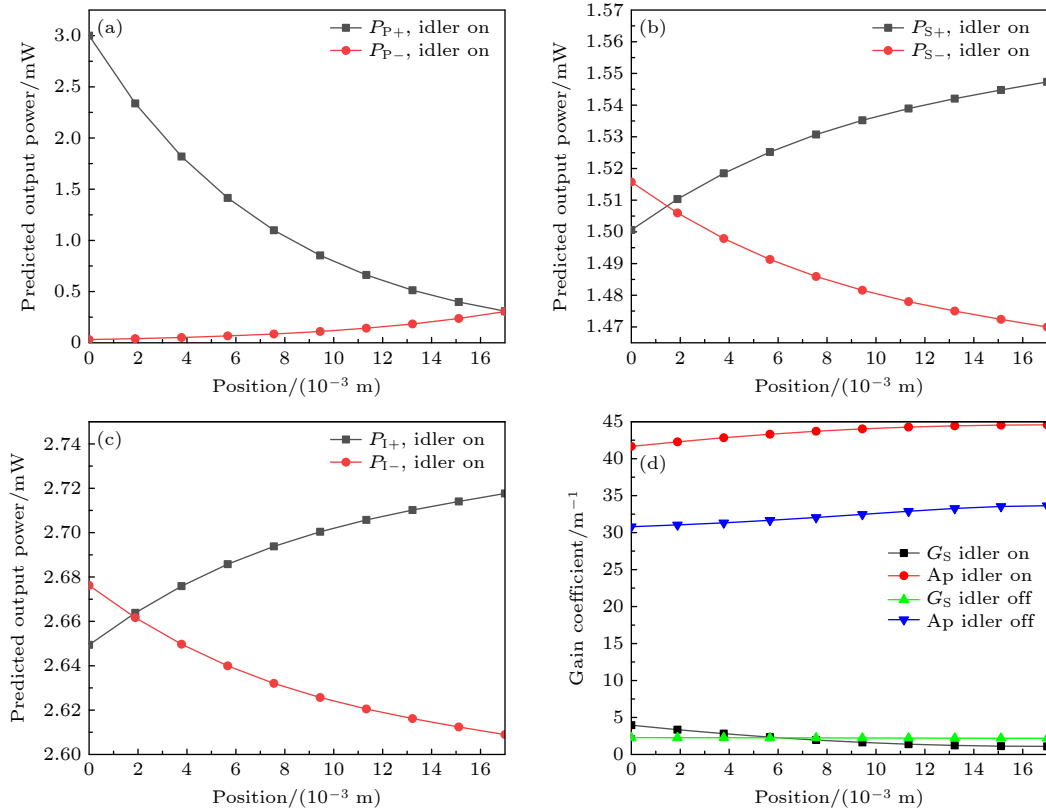 (a)
P_P+, idler on
P_P−, idler on
3.0
2.5
2.0
1.5
1.0
0.5
0
Predicted output power/mW
0 2 4 6 8 10 12 14 16
Position/(10⁻³ m)
(b)
P_S+, idler on
P_S−, idler on
1.57
1.56
1.55
1.54
1.53
1.52
1.51
1.50
1.49
1.48
1.47
Predicted output power/mW
0 2 4 6 8 10 12 14 16
Position/(10⁻³ m)
(c)
P_I+, idler on
P_I−, idler on
2.74
2.72
2.70
2.68
2.66
2.64
2.62
2.60
Predicted output power/mW
0 2 4 6 8 10 12 14 16
Position/(10⁻³ m)
(d)
45
40
35
30
25
20
15
10
5
0
Gain coefficient/m⁻¹
G_S idler on
Ap idler on
G_S idler off
Ap idler off
0 2 4 6 8 10 12 14 16
Position/(10⁻³ m)